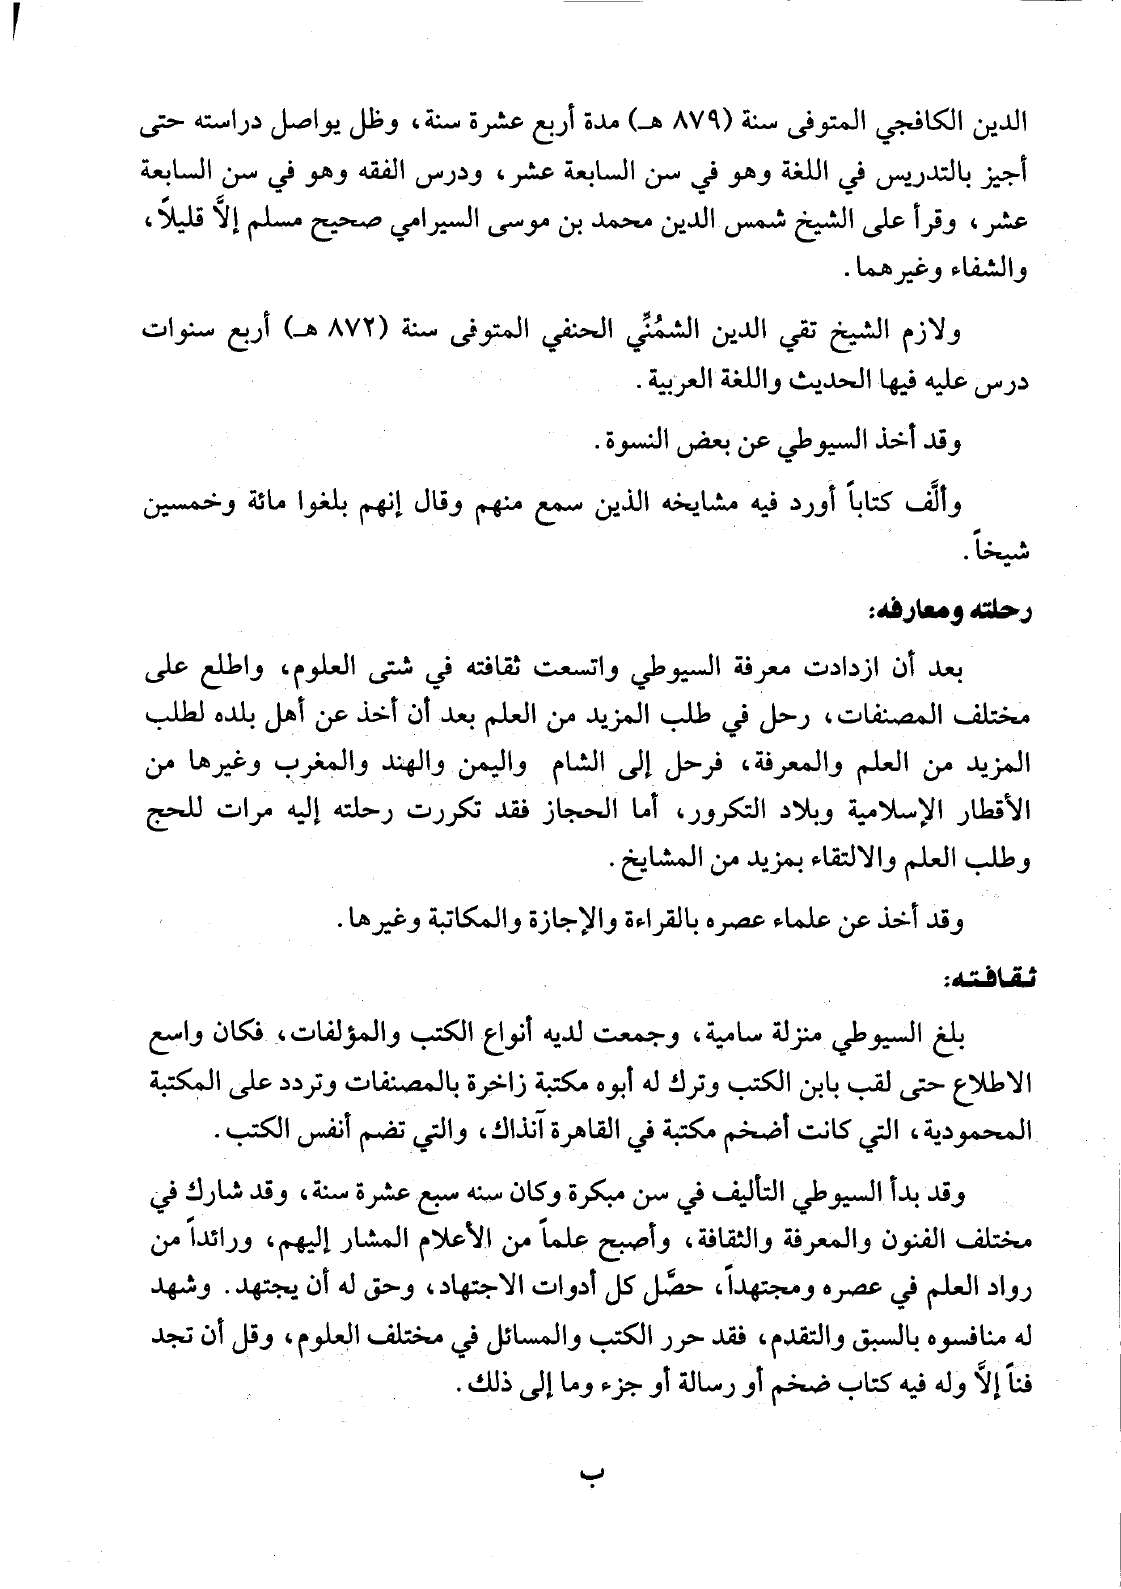 الدين الكافجي المتوفى سنة (٨٧٩ هـ) مدة أربع عشرة سنة، وظل يواصل دراسته حتى
أجيز بالتدريس في اللغة وهو في سن السابعة عشر، ودرس الفقه وهو في سن السابعة
عشر، وقرأ على الشيخ شمس الدين محمد بن موسى السيرامي صحيح مسلم إلاَّ قليلاً،
والشفاء وغيرهما.
ولازم الشيخ تقي الدين الشمُنِّي الحنفي المتوفى سنة (٨٧٢ هـ) أربع سنوات
درس عليه فيها الحديث واللغة العربية.
وقد أخذ السيوطي عن بعض النسوة.
وألَّف كتاباً أورد فيه مشايخه الذين سمع منهم وقال إنهم بلغوا مائة وخمسين
شيخاً.
رحلته ومعارفه:
بعد أن ازدادت معرفة السيوطي واتسعت ثقافته في شتى العلوم، واطلع على
مختلف المصنفات، رحل في طلب المزيد من العلم بعد أن أخذ عن أهل بلده لطلب
المزيد من العلم والمعرفة، فرحل إلى الشام واليمن والهند والمغرب وغيرها من
الأقطار الإسلامية وبلاد التكرور، أما الحجاز فقد تكررت رحلته إليه مرات للحج
وطلب العلم والالتقاء بمزيد من المشايخ.
وقد أخذ عن علماء عصره بالقراءة والإجازة والمكاتبة وغيرها.
ثقافته:
بلغ السيوطي منزلة سامية، وجمعت لديه أنواع الكتب والمؤلفات، فكان واسع
الاطلاع حتى لقب بابن الكتب وترك له أبوه مكتبة زاخرة بالمصنفات وتردد على المكتبة
المحمودية، التي كانت أضخم مكتبة في القاهرة آنذاك، والتي تضم أنفس الكتب.
وقد بدأ السيوطي التأليف في سن مبكرة وكان سنه سبع عشرة سنة، وقد شارك في
مختلف الفنون والمعرفة والثقافة، وأصبح علماً من الأعلام المشار إليهم، ورائداً من
رواد العلم في عصره ومجتهداً، حصَّل كل أدوات الاجتهاد، وحق له أن يجتهد. وشهد
له منافسوه بالسبق والتقدم، فقد حرر الكتب والمسائل في مختلف العلوم، وقل أن تجد
فناً إلاَّ وله فيه كتاب ضخم أو رسالة أو جزء وما إلى ذلك.
ب